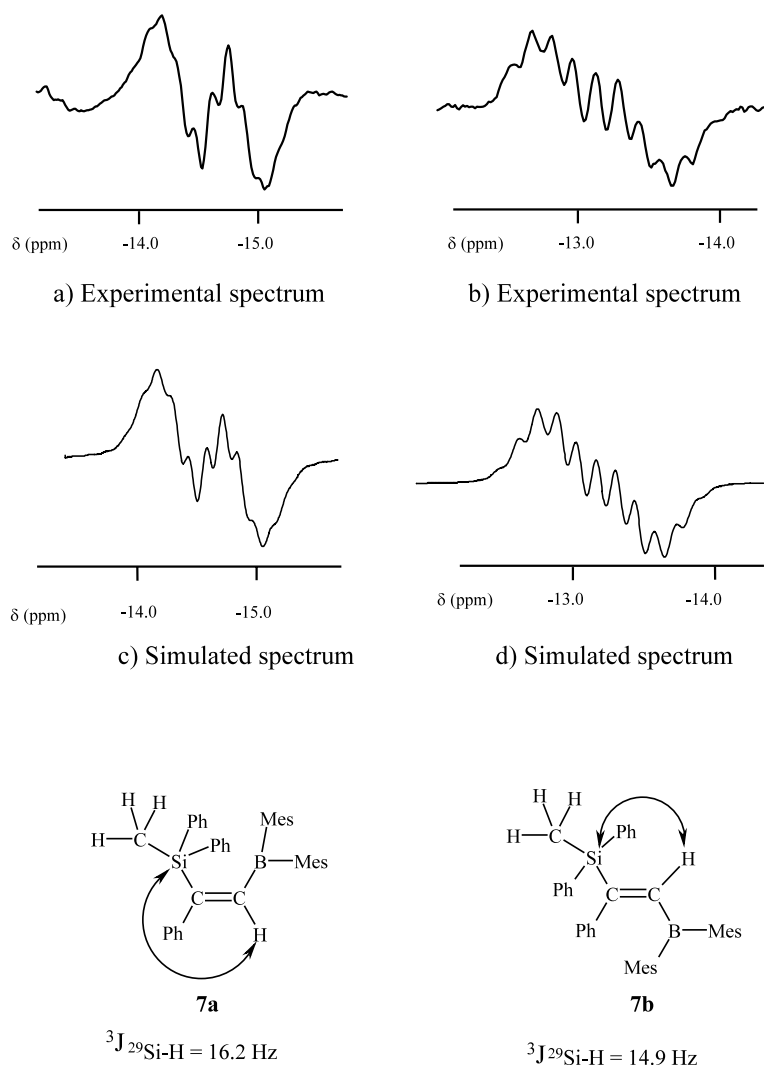 δ (ppm) -14.0 -15.0
δ (ppm) -13.0 -14.0
a) Experimental spectrum
b) Experimental spectrum
δ (ppm) -14.0 -15.0
δ (ppm) -13.0 -14.0
c) Simulated spectrum
d) Simulated spectrum
H H
H C Ph Mes
Si Ph B Mes
C C
Ph H
7a
³J²⁹Si-H = 16.2 Hz
H H
H C Ph H
Si
Ph C C
Ph B Mes
Mes
7b
³J²⁹Si-H = 14.9 Hz